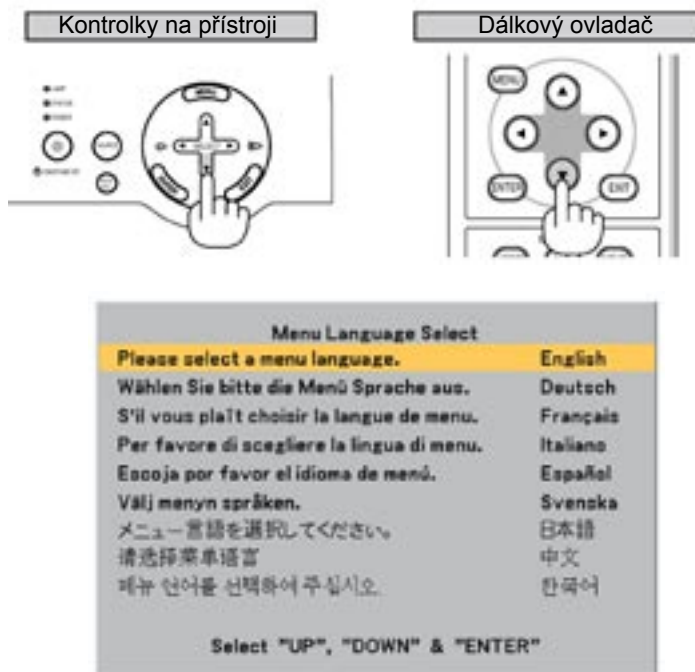 Kontrolky na přístroji
Dálkový ovladač
MENU
SELECT
MENU
ENTER
EXIT
Menu Language Select
Please select a menu language. English
Wählen Sie bitte die Menü Sprache aus. Deutsch
S'il vous plaît choisir la langue de menu. Français
Per favore di scegliere la lingua di menu. Italiano
Escoja por favor el idioma de menú. Español
Välj menyn språken. Svenska
メニュー言語を選択してください。 日本語
请选择菜单语言 中文
메뉴 언어를 선택하여 주십시오. 한국어
Select "UP", "DOWN" & "ENTER"